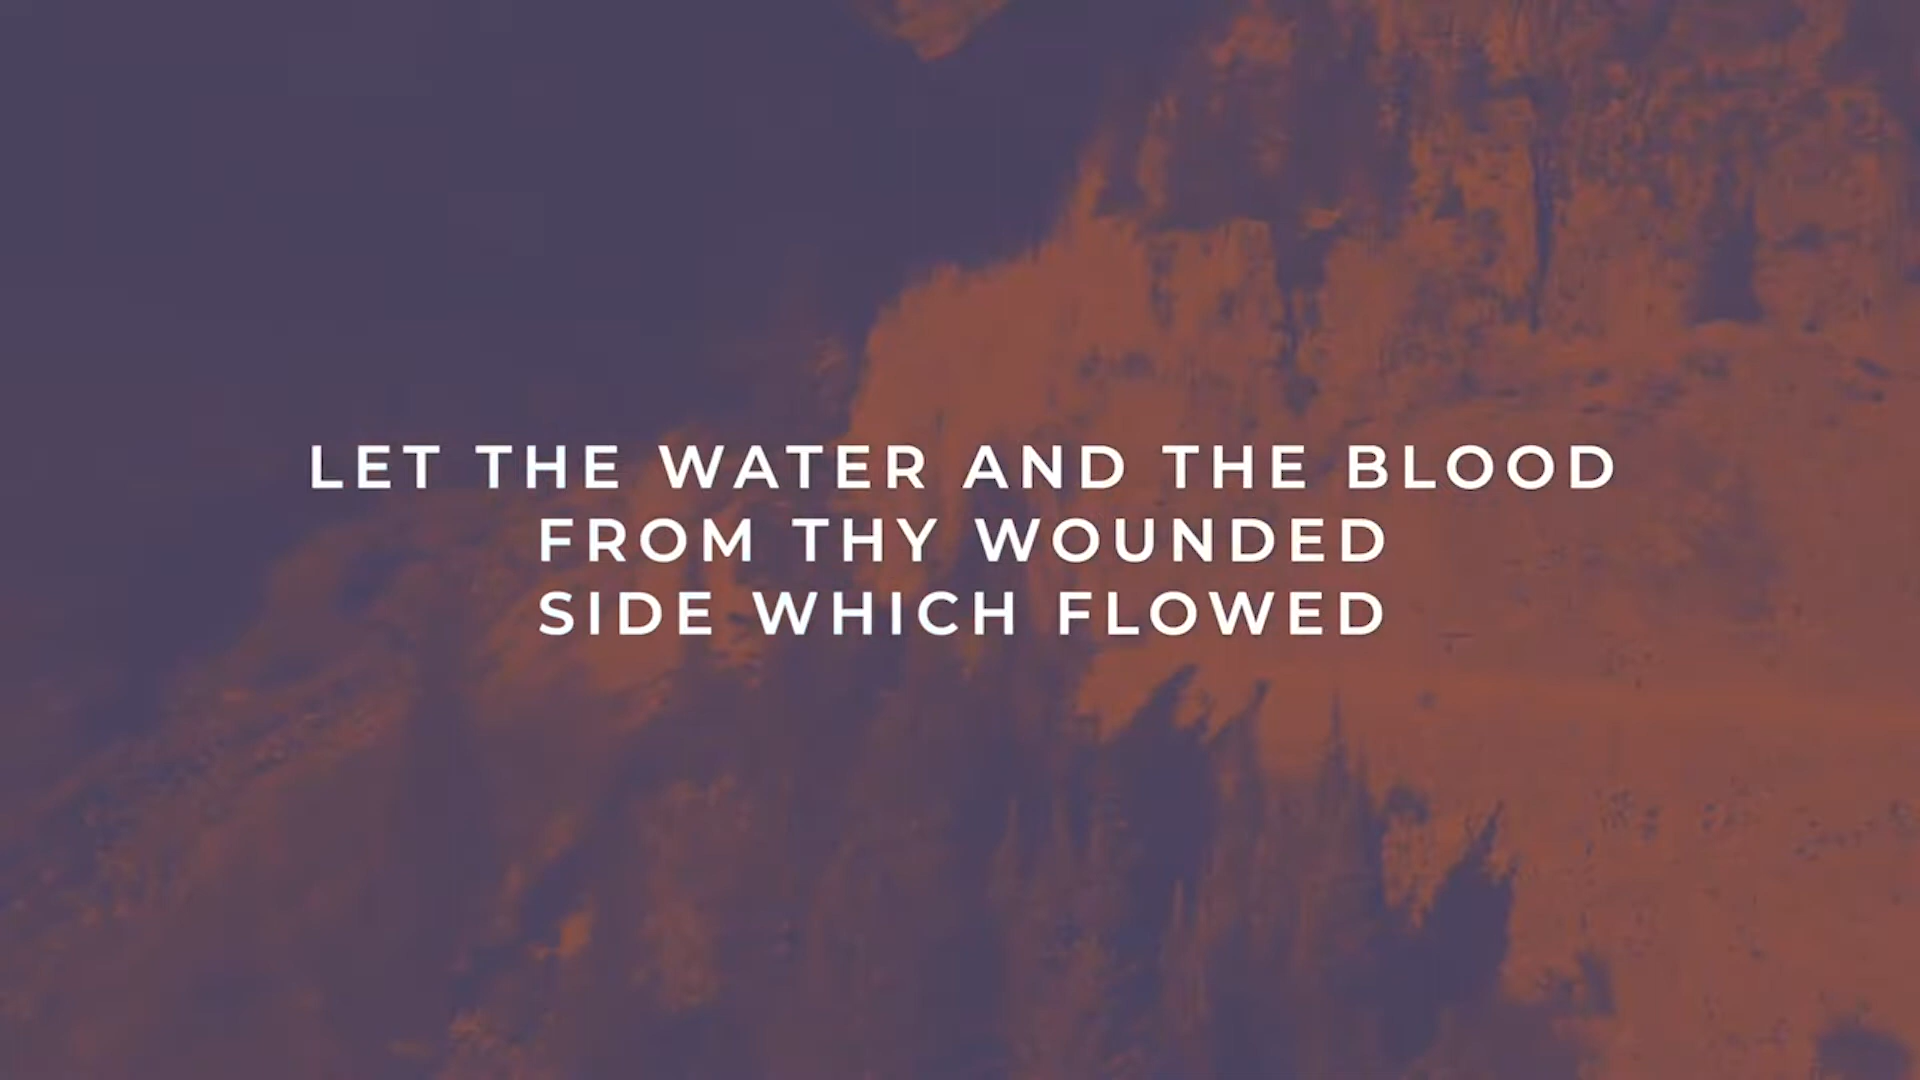 LET THE WATER AND THE BLOOD
FROM THY WOUNDED
SIDE WHICH FLOWED